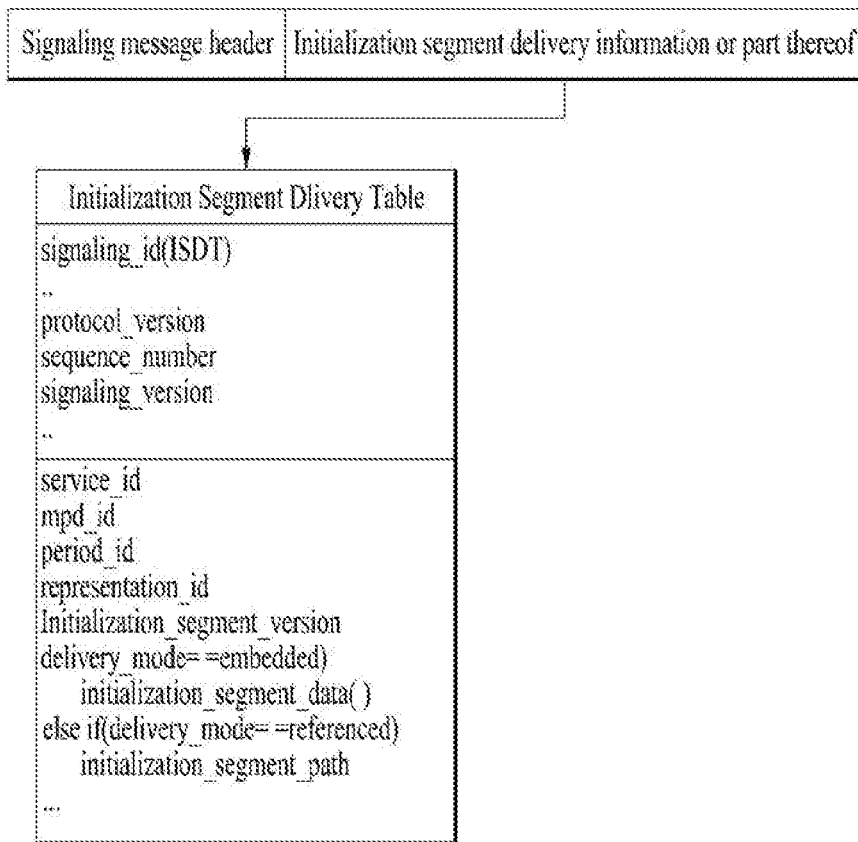 Signaling message header
Initialization segment delivery information or part thereof
Initialization Segment Dlivery Table
signaling_id(ISDT)
..
protocol_version
sequence_number
signaling_version
..
service_id
mpd_id
period_id
representation_id
Initialization_segment_version
delivery_mode= =embedded)
initialization_segment_data( )
else if(delivery_mode= =referenced)
initialization_segment_path
...